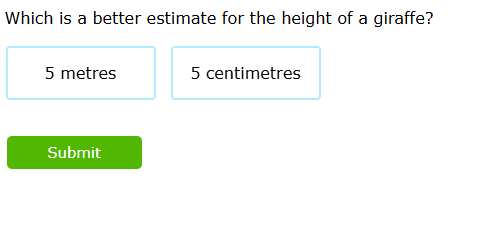 Which is a better estimate for the height of a giraffe?
5 metres
5 centimetres
Submit